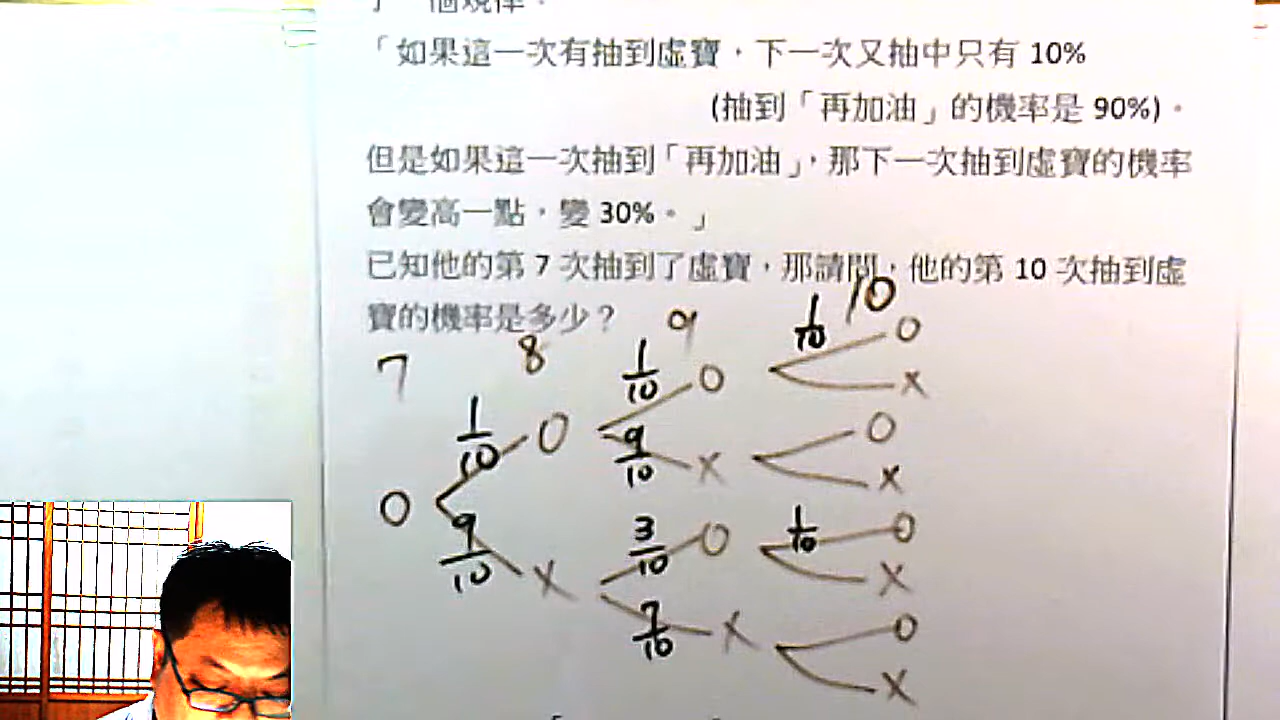 了一個規律。
「如果這一次有抽到虛寶，下一次又抽中只有 10%
(抽到「再加油」的機率是 90%)。
但是如果這一次抽到「再加油」，那下一次抽到虛寶的機率
會變高一點，變 30%。」
已知他的第 7 次抽到了虛寶，那請問，他的第 10 次抽到虛
寶的機率是多少？
7 8 9 10
1/10 O
1/10 O
X
1/10 O
9/10 X
O
X
O
9/10 X
3/10 O
1/10 O
X
7/10 X
O
X